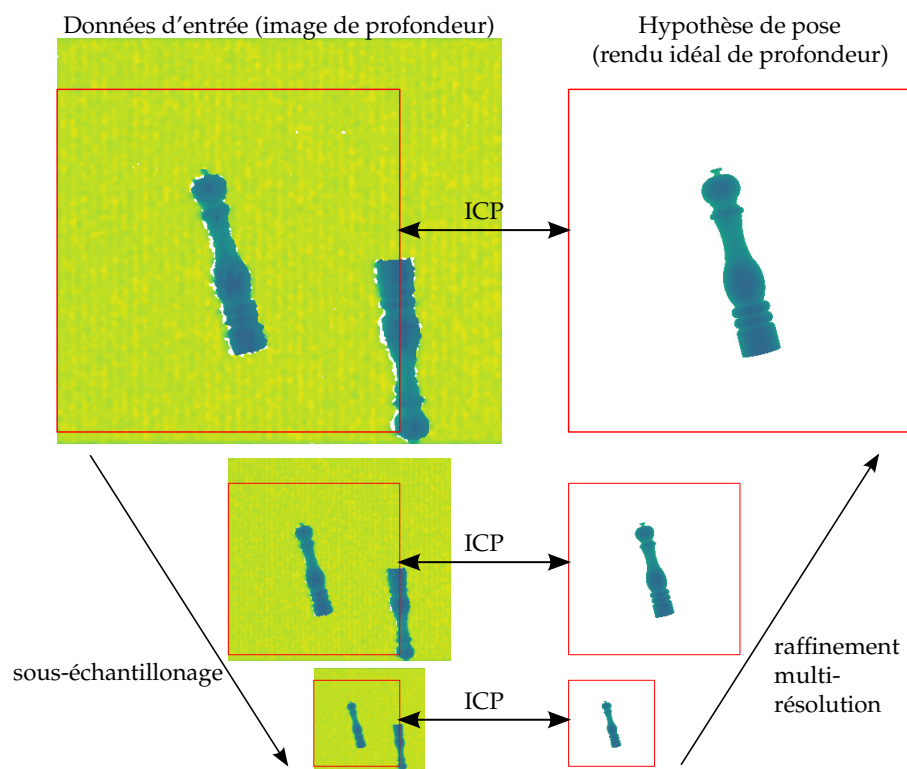 Données d'entrée (image de profondeur)
Hypothèse de pose
(rendu idéal de profondeur)
ICP
ICP
sous-échantillonage
raffinement
multi-
résolution
ICP